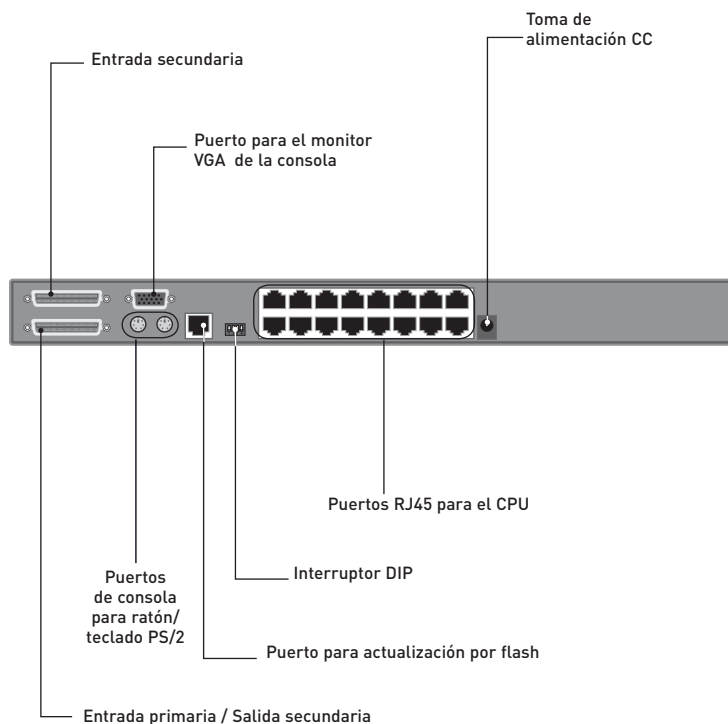 Toma de
alimentación CC
Entrada secundaria
Puerto para el monitor
VGA de la consola
Puertos RJ45 para el CPU
Interruptor DIP
Puertos
de consola
para ratón/
teclado PS/2
Puerto para actualización por flash
Entrada primaria / Salida secundaria